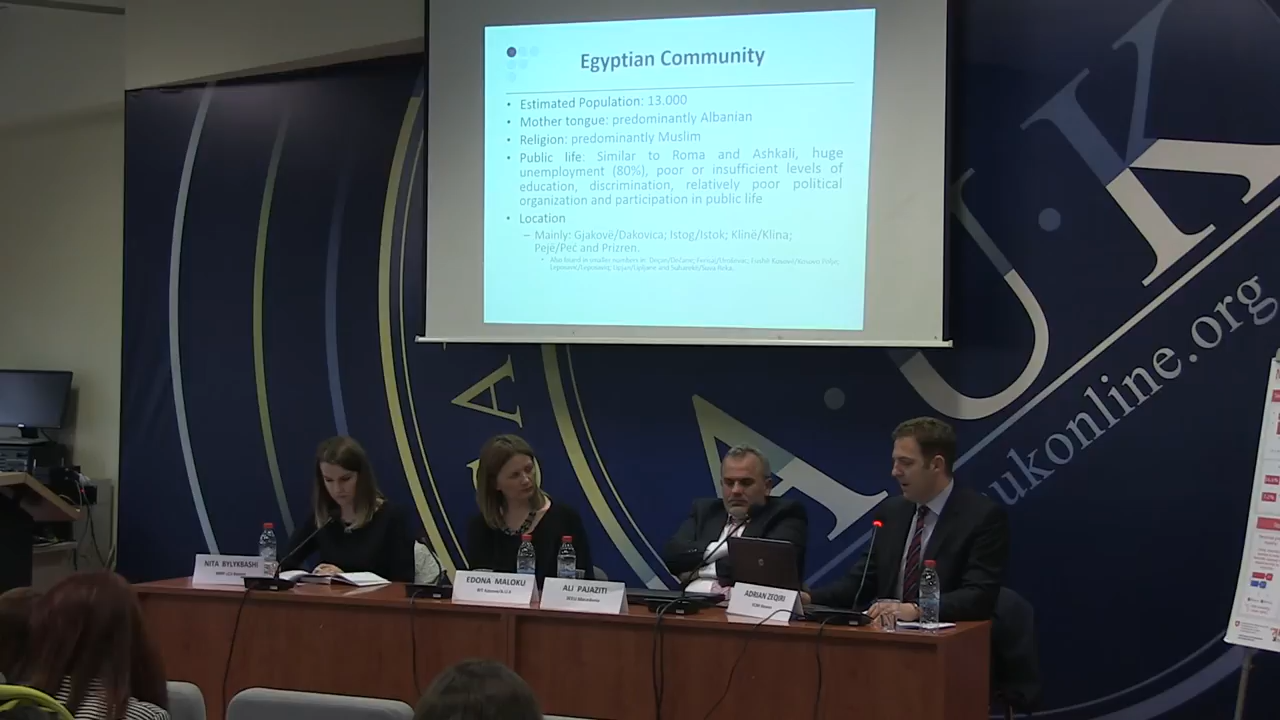 Egyptian Community
• Estimated Population: 13.000
• Mother tongue: predominantly Albanian
• Religion: predominantly Muslim
• Public life: Similar to Roma and Ashkali, huge
unemployment (80%), poor or insufficient levels of
education, discrimination, relatively poor political
organization and participation in public life
• Location
– Mainly: Gjakovë/Đakovica; Istog/Istok; Klinë/Klina;
Pejë/Peć and Prizren.
A
A.U.K
ukonline.org
NITA BYLYKBASHI
EDONA MALOKU
ALI PAJAZITI
ADRIAN ZEQIRI